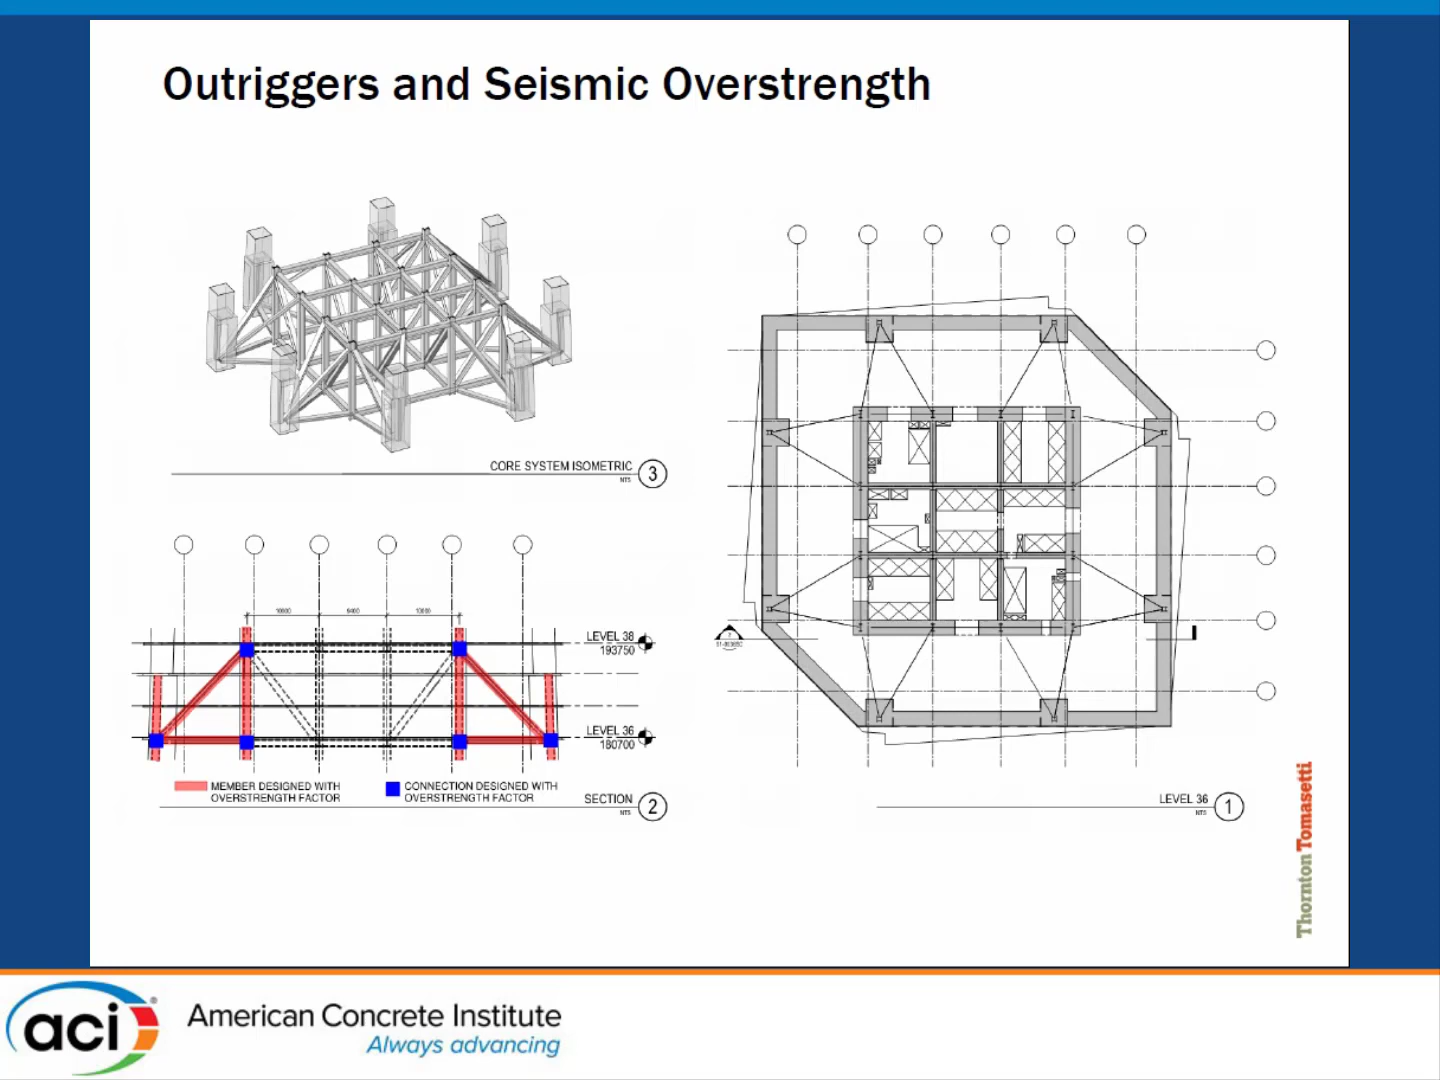 Outriggers and Seismic Overstrength
CORE SYSTEM ISOMETRIC
NTS
3
10600
9400
LEVEL 38
193750
LEVEL 36
180700
MEMBER DESIGNED WITH
OVERSTRENGTH FACTOR
CONNECTION DESIGNED WITH
OVERSTRENGTH FACTOR
SECTION
NTS
2
LEVEL 36
NTS
1
Thornton Tomasetti
aci
American Concrete Institute
Always advancing